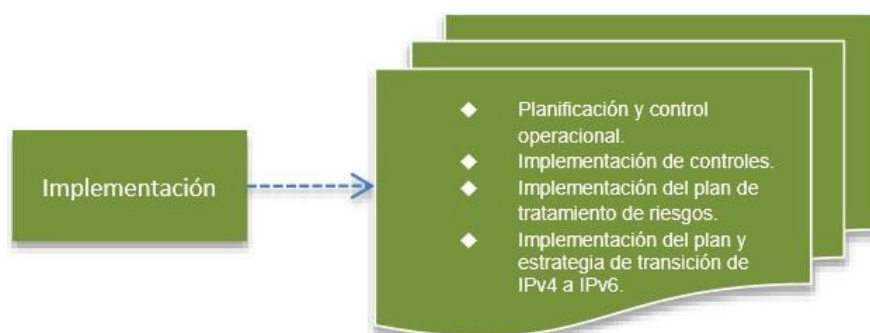 Implementación
◆ Planificación y control
operacional.
◆ Implementación de controles.
◆ Implementación del plan de
tratamiento de riesgos.
◆ Implementación del plan y
estrategia de transición de
IPv4 a IPv6.